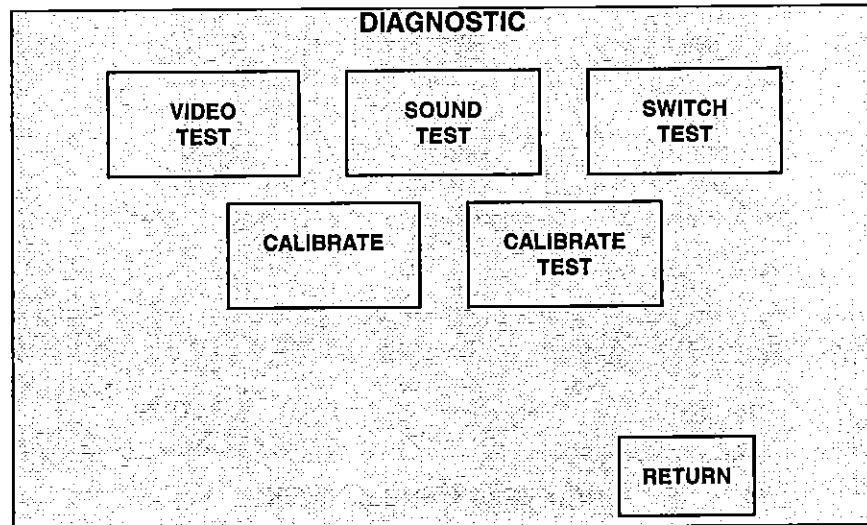 DIAGNOSTIC
VIDEO
TEST
SOUND
TEST
SWITCH
TEST
CALIBRATE
CALIBRATE
TEST
RETURN